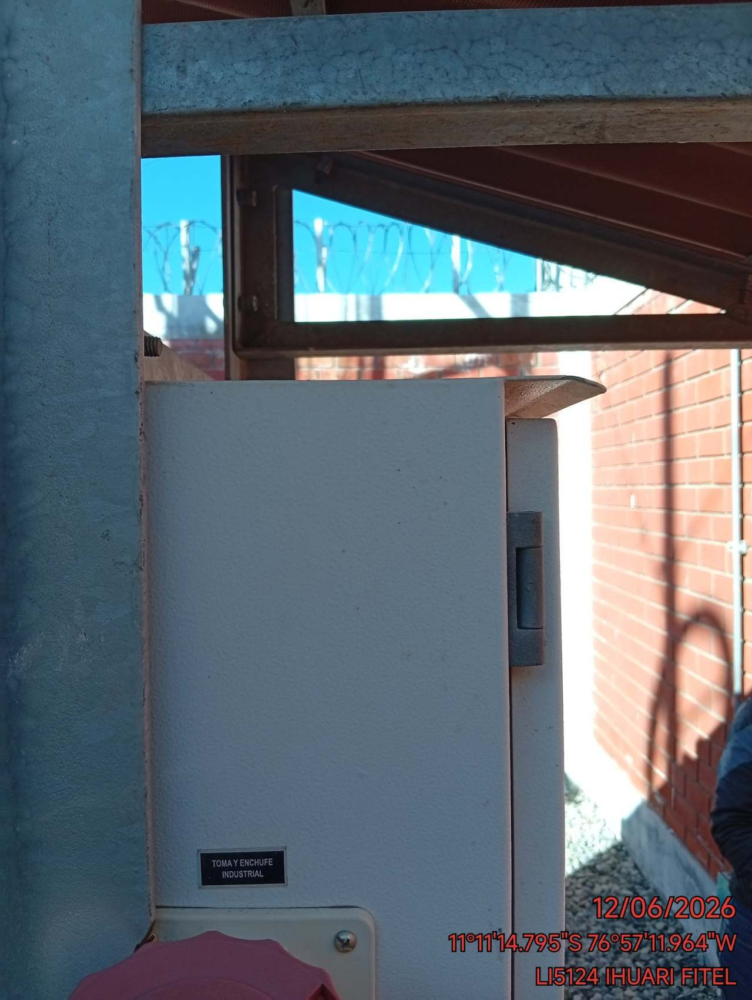 TOMA Y ENCHUFE
INDUSTRIAL
12/06/2026
11°11'14.795"S 76°57'11.964"W
LI5124 IHUARI FITEL